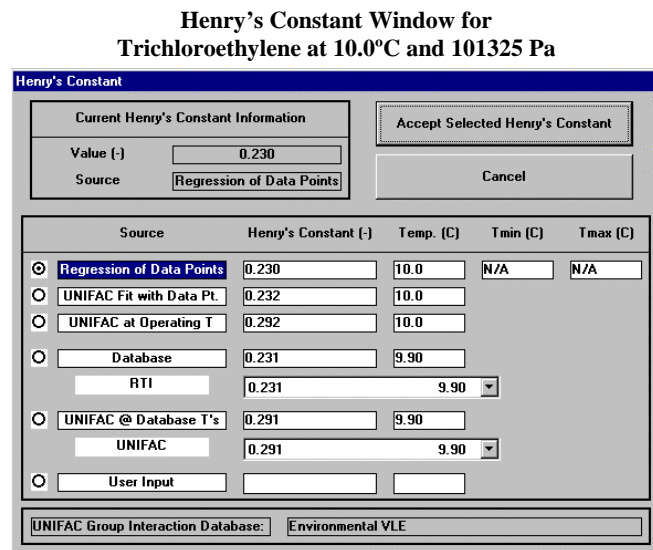 Henry's Constant Window for
Trichloroethylene at 10.0ºC and 101325 Pa
Henry's Constant
Current Henry's Constant Information
Value (-) 0.230
Source Regression of Data Points
Accept Selected Henry's Constant
Cancel
Source Henry's Constant (-) Temp. (C) Tmin (C) Tmax (C)
Regression of Data Points 0.230 10.0 N/A N/A
UNIFAC Fit with Data Pt. 0.232 10.0
UNIFAC at Operating T 0.292 10.0
Database 0.231 9.90
RTI 0.231 9.90
UNIFAC @ Database T's 0.291 9.90
UNIFAC 0.291 9.90
User Input
UNIFAC Group Interaction Database: Environmental VLE